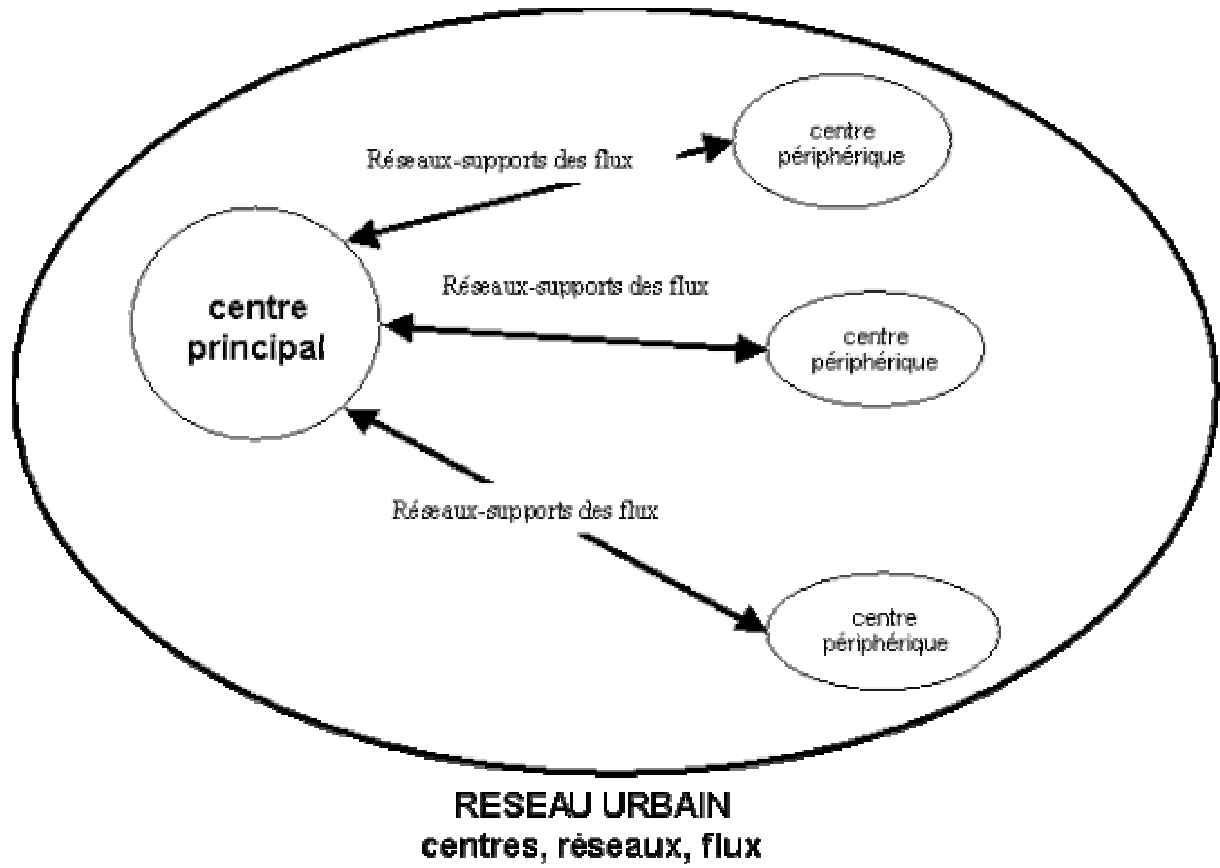 centre
périphérique
Réseaux-supports des flux
Réseaux-supports des flux
centre
principal
centre
périphérique
Réseaux-supports des flux
centre
périphérique
RESEAU URBAIN
centres, réseaux, flux